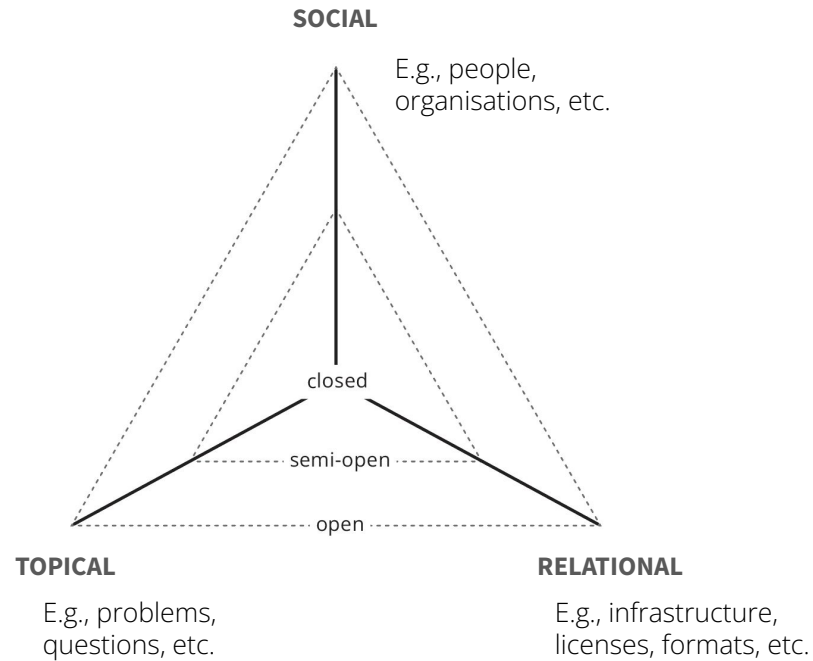 SOCIAL
E.g., people,
organisations, etc.
closed
semi-open
open
TOPICAL
RELATIONAL
E.g., problems,
questions, etc.
E.g., infrastructure,
licenses, formats, etc.